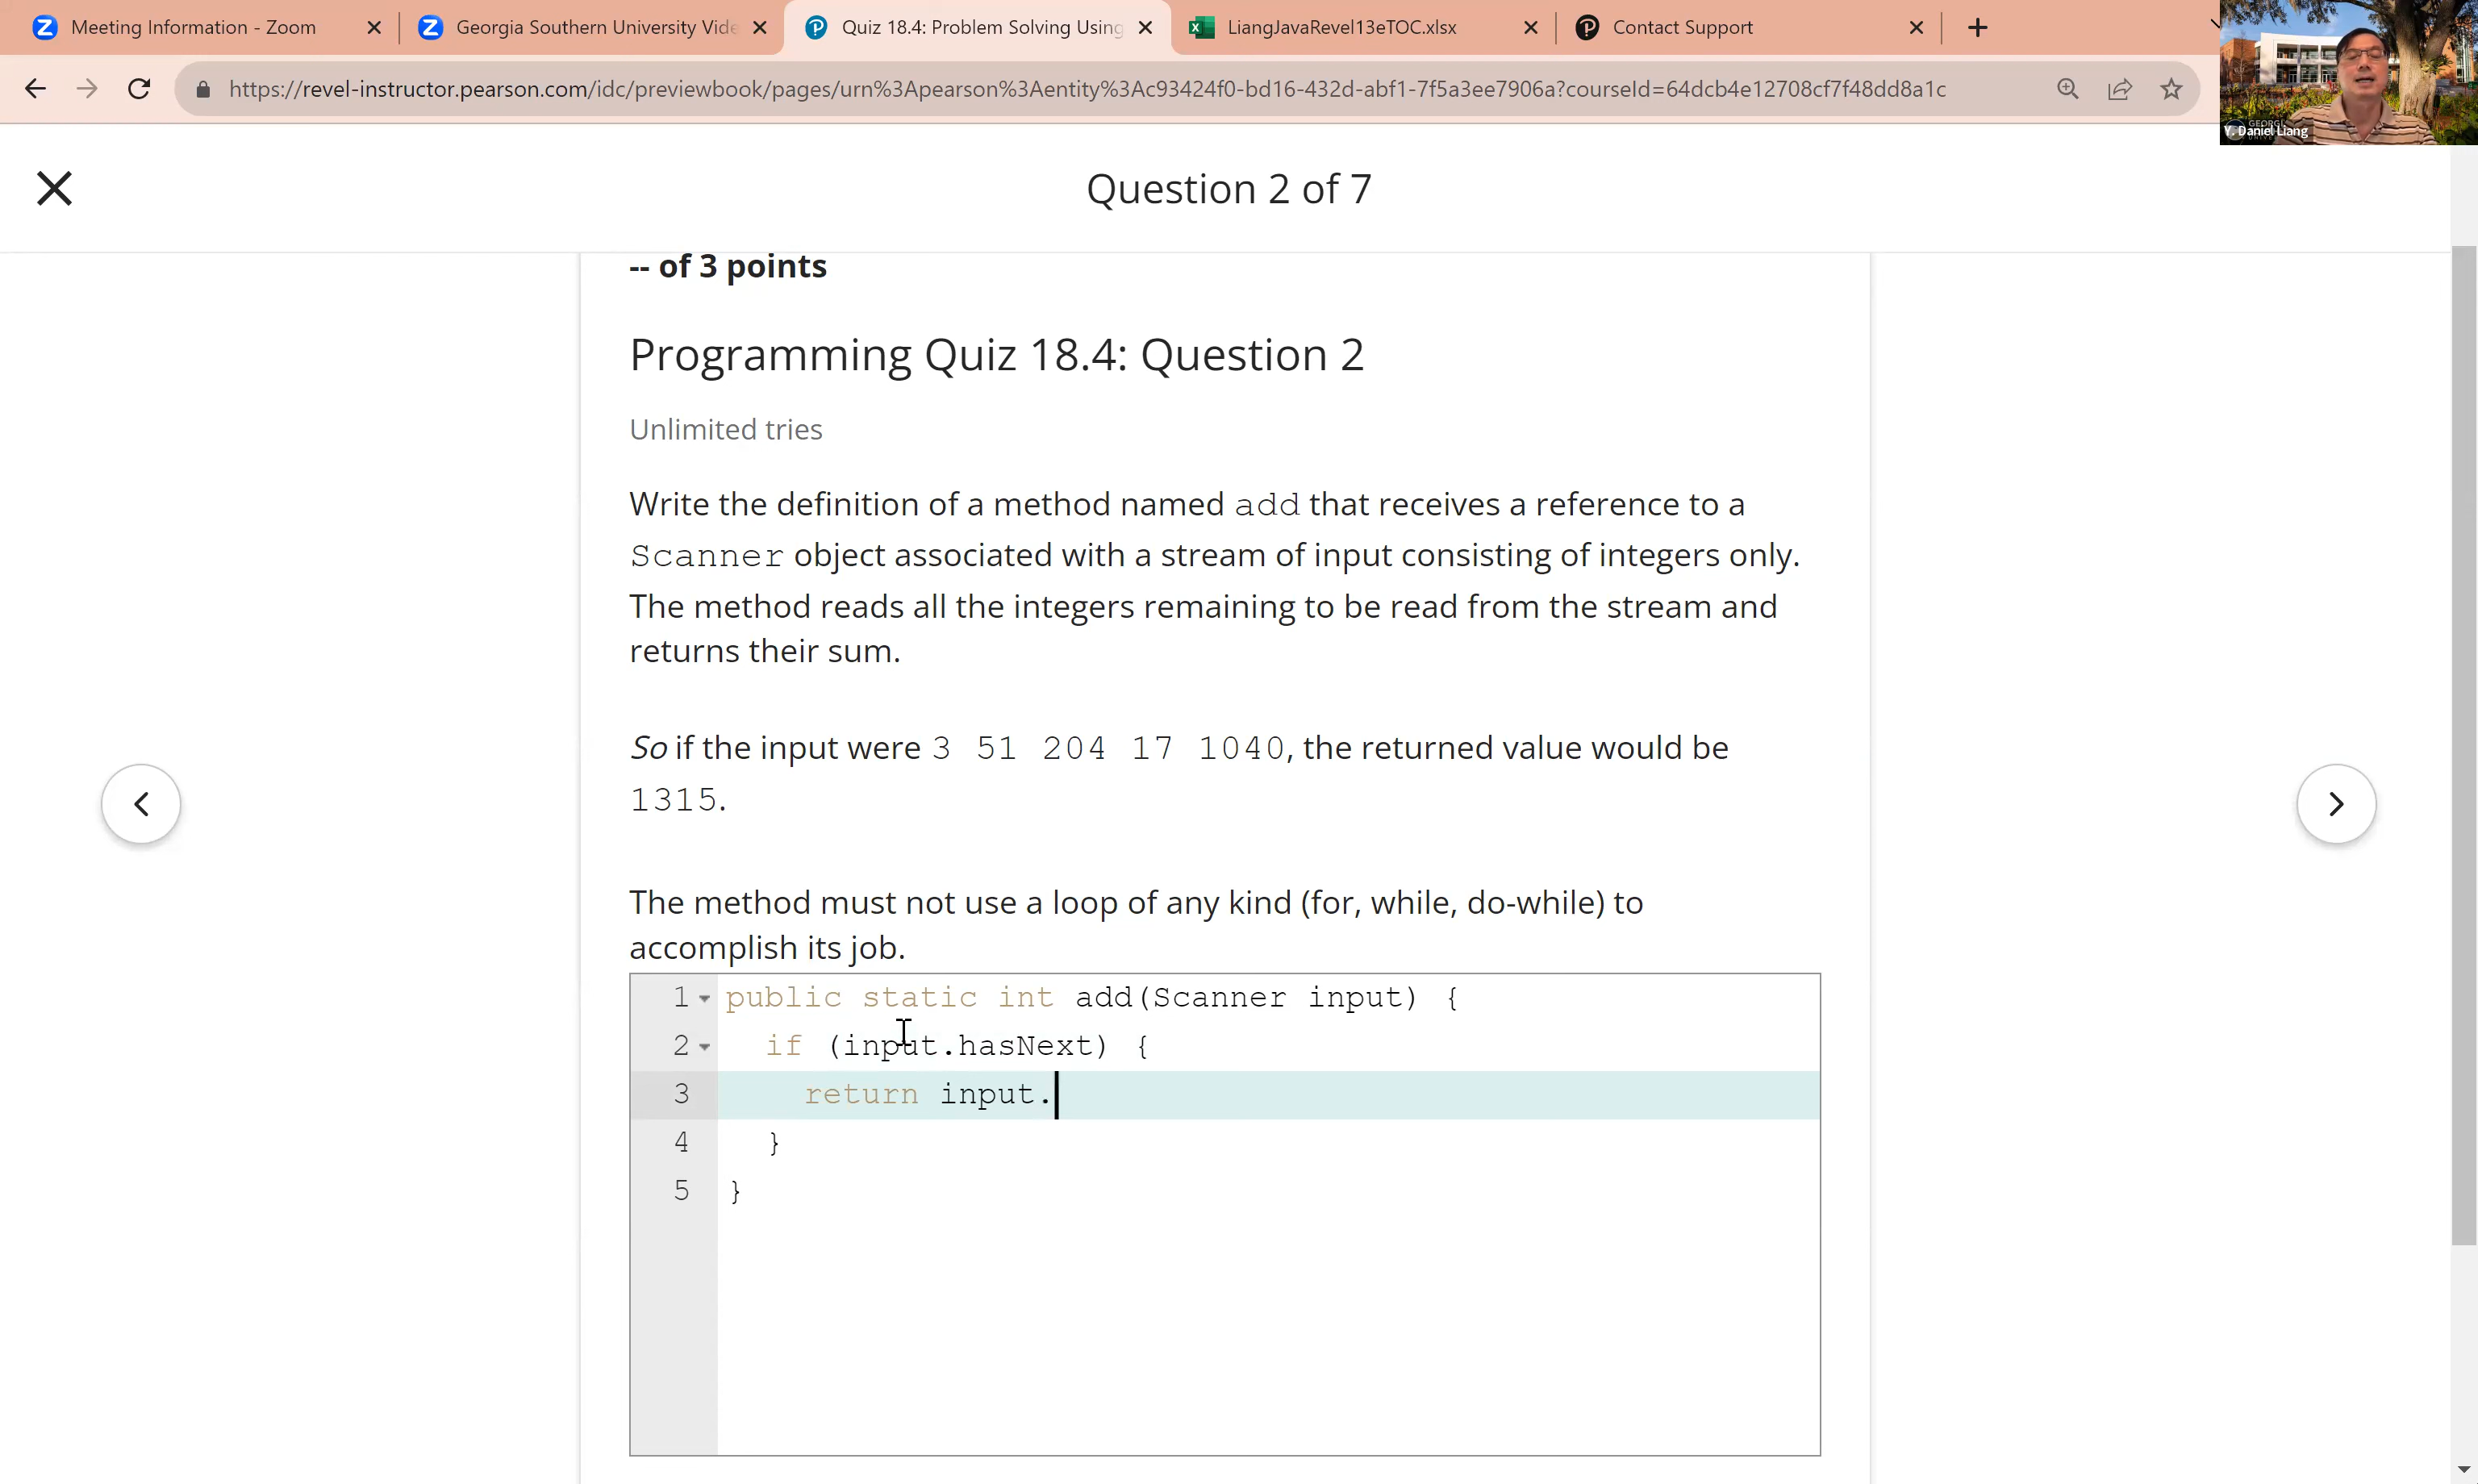 Meeting Information - Zoom
Georgia Southern University Vide
Quiz 18.4: Problem Solving Using
LiangJavaRevel13eTOC.xlsx
Contact Support
https://revel-instructor.pearson.com/idc/previewbook/pages/urn%3Apearson%3Aentity%3Ac93424f0-bd16-432d-abf1-7f5a3ee7906a?courseId=64dcb4e12708cf7f48dd8a1c
Y. Daniel Liang
Question 2 of 7
-- of 3 points
Programming Quiz 18.4: Question 2
Unlimited tries
Write the definition of a method named add that receives a reference to a
Scanner object associated with a stream of input consisting of integers only.
The method reads all the integers remaining to be read from the stream and
returns their sum.
So if the input were 3 51 204 17 1040, the returned value would be
1315.
The method must not use a loop of any kind (for, while, do-while) to
accomplish its job.
1 public static int add(Scanner input) {
2 if (input.hasNext) {
3 return input.
4 }
5 }